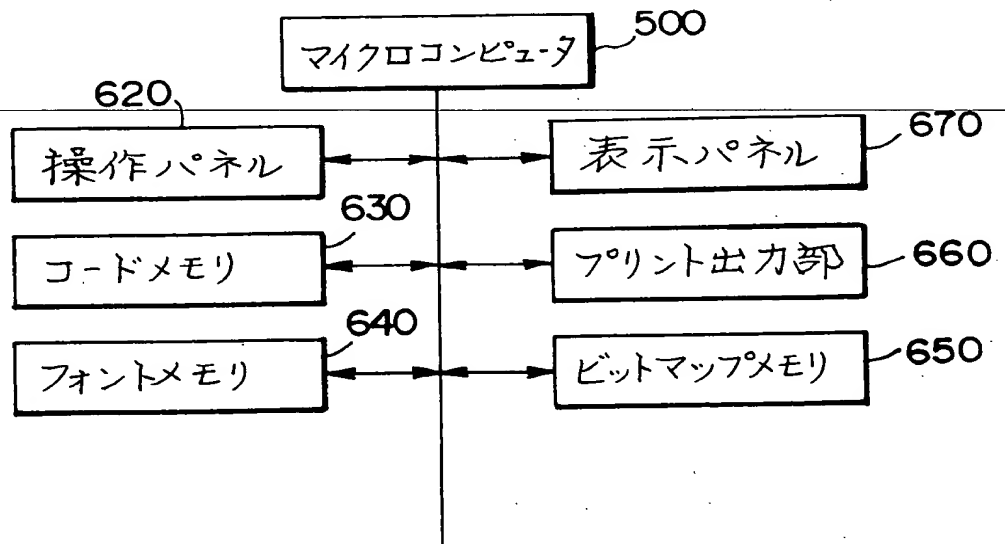 マイクロコンピュータ 500
620
操作パネル
表示パネル 670
630
コードメモリ
プリント出力部 660
640
フォントメモリ
ビットマップメモリ 650